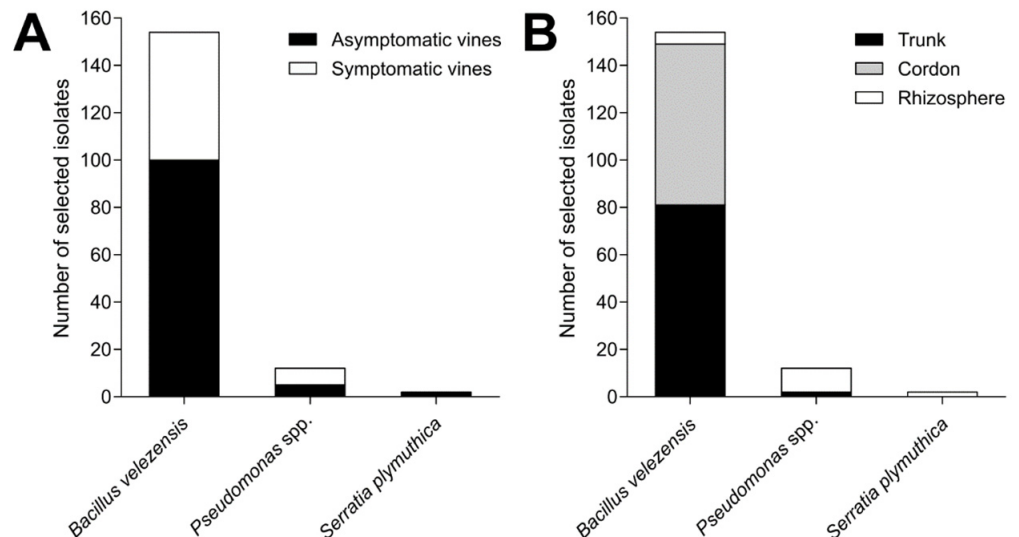 A
Number of selected isolates
160
140
120
100
80
60
40
20
0
Asymptomatic vines
Symptomatic vines
Bacillus velezensis
Pseudomonas spp.
Serratia plymuthica
B
Number of selected isolates
160
140
120
100
80
60
40
20
0
Trunk
Cordon
Rhizosphere
Bacillus velezensis
Pseudomonas spp.
Serratia plymuthica